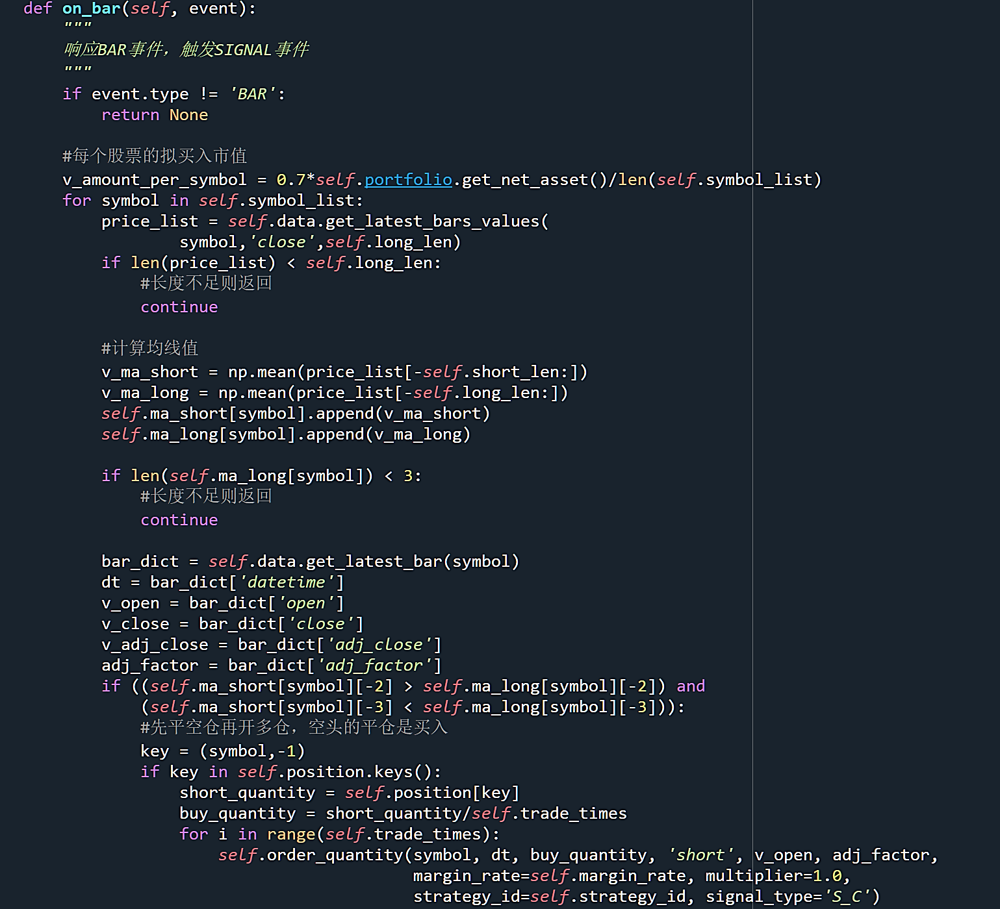 def on_bar(self, event):
    """
    响应BAR事件，触发SIGNAL事件
    """
    if event.type != 'BAR':
        return None

    #每个股票的拟买入市值
    v_amount_per_symbol = 0.7*self.portfolio.get_net_asset()/len(self.symbol_list)
    for symbol in self.symbol_list:
        price_list = self.data.get_latest_bars_values(
                symbol,'close',self.long_len)
        if len(price_list) < self.long_len:
            #长度不足则返回
            continue

        #计算均线值
        v_ma_short = np.mean(price_list[-self.short_len:])
        v_ma_long = np.mean(price_list[-self.long_len:])
        self.ma_short[symbol].append(v_ma_short)
        self.ma_long[symbol].append(v_ma_long)

        if len(self.ma_long[symbol]) < 3:
            #长度不足则返回
            continue

        bar_dict = self.data.get_latest_bar(symbol)
        dt = bar_dict['datetime']
        v_open = bar_dict['open']
        v_close = bar_dict['close']
        v_adj_close = bar_dict['adj_close']
        adj_factor = bar_dict['adj_factor']
        if ((self.ma_short[symbol][-2] > self.ma_long[symbol][-2]) and
            (self.ma_short[symbol][-3] < self.ma_long[symbol][-3])):
            #先平空仓再开多仓，空头的平仓是买入
            key = (symbol,-1)
            if key in self.position.keys():
                short_quantity = self.position[key]
                buy_quantity = short_quantity/self.trade_times
                for i in range(self.trade_times):
                    self.order_quantity(symbol, dt, buy_quantity, 'short', v_open, adj_factor,
                                        margin_rate=self.margin_rate, multiplier=1.0,
                                        strategy_id=self.strategy_id, signal_type='S_C')